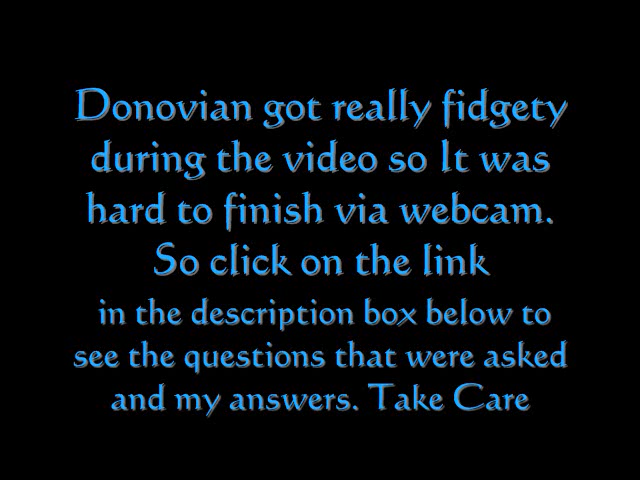 Donovian got really fidgety
during the video so It was
hard to finish via webcam.
So click on the link
in the description box below to
see the questions that were asked
and my answers. Take Care